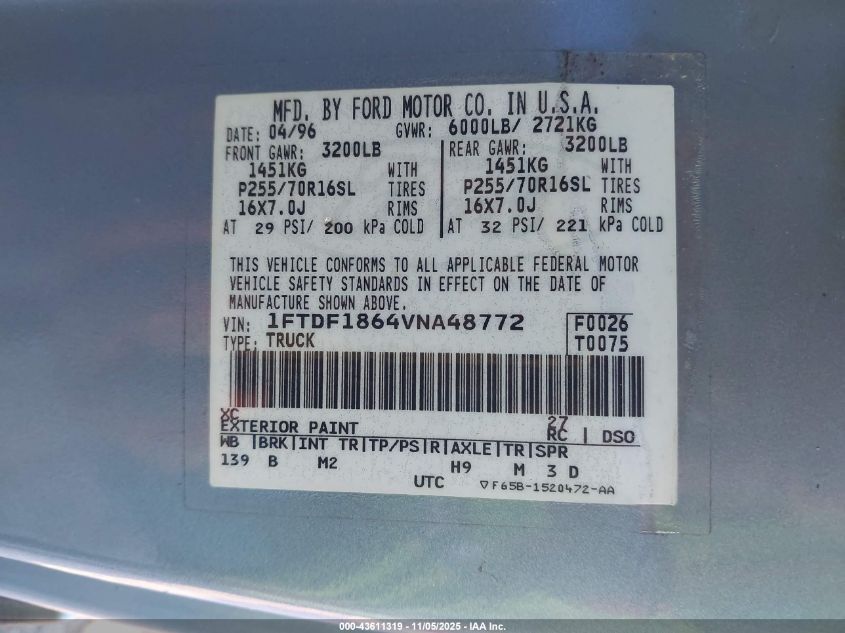 MFD. BY FORD MOTOR CO. IN U.S.A.
DATE: 04/96 GVWR: 6000LB/ 2721KG
FRONT GAWR: 3200LB REAR GAWR: 3200LB
1451KG WITH 1451KG WITH
P255/70R16SL TIRES P255/70R16SL TIRES
16X7.0J RIMS 16X7.0J RIMS
AT 29 PSI/ 200 kPa COLD AT 32 PSI/ 221 kPa COLD
THIS VEHICLE CONFORMS TO ALL APPLICABLE FEDERAL MOTOR
VEHICLE SAFETY STANDARDS IN EFFECT ON THE DATE OF
MANUFACTURE SHOWN ABOVE.
VIN: 1FTDF1864VNA48772 F0026
TYPE: TRUCK T0075
XC 27
EXTERIOR PAINT RC | DSO
WB |BRK|INT TR|TP/PS|R|AXLE|TR|SPR
139 B M2 H9 M 3 D
UTC ▽F65B-1520472-AA
000-43611319 - 11/05/2025 - IAA Inc.